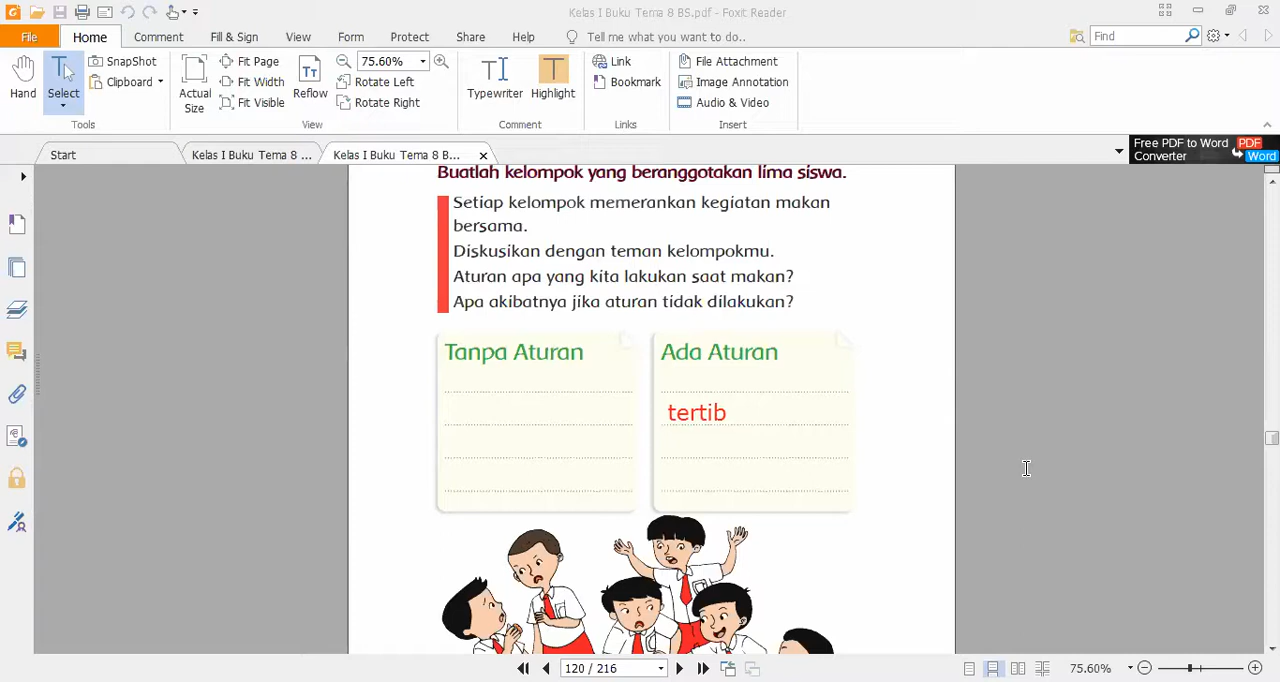 Kelas I Buku Tema 8 BS.pdf - Foxit Reader
File Home Comment Fill & Sign View Form Protect Share Help Tell me what you want to do.. Find
SnapShot Fit Page 75.60% Link File Attachment
Clipboard Fit Width Rotate Left Bookmark Image Annotation
Hand Select Actual Size Fit Visible Reflow Rotate Right Typewriter Highlight Audio & Video
Tools View Comment Links Insert
Start Kelas I Buku Tema 8 ... Kelas I Buku Tema 8 B... Free PDF to Word Converter PDF Word
Buatlah kelompok yang beranggotakan lima siswa.
Setiap kelompok memerankan kegiatan makan
bersama.
Diskusikan dengan teman kelompokmu.
Aturan apa yang kita lakukan saat makan?
Apa akibatnya jika aturan tidak dilakukan?
Tanpa Aturan
Ada Aturan
tertib
120 / 216 75.60%